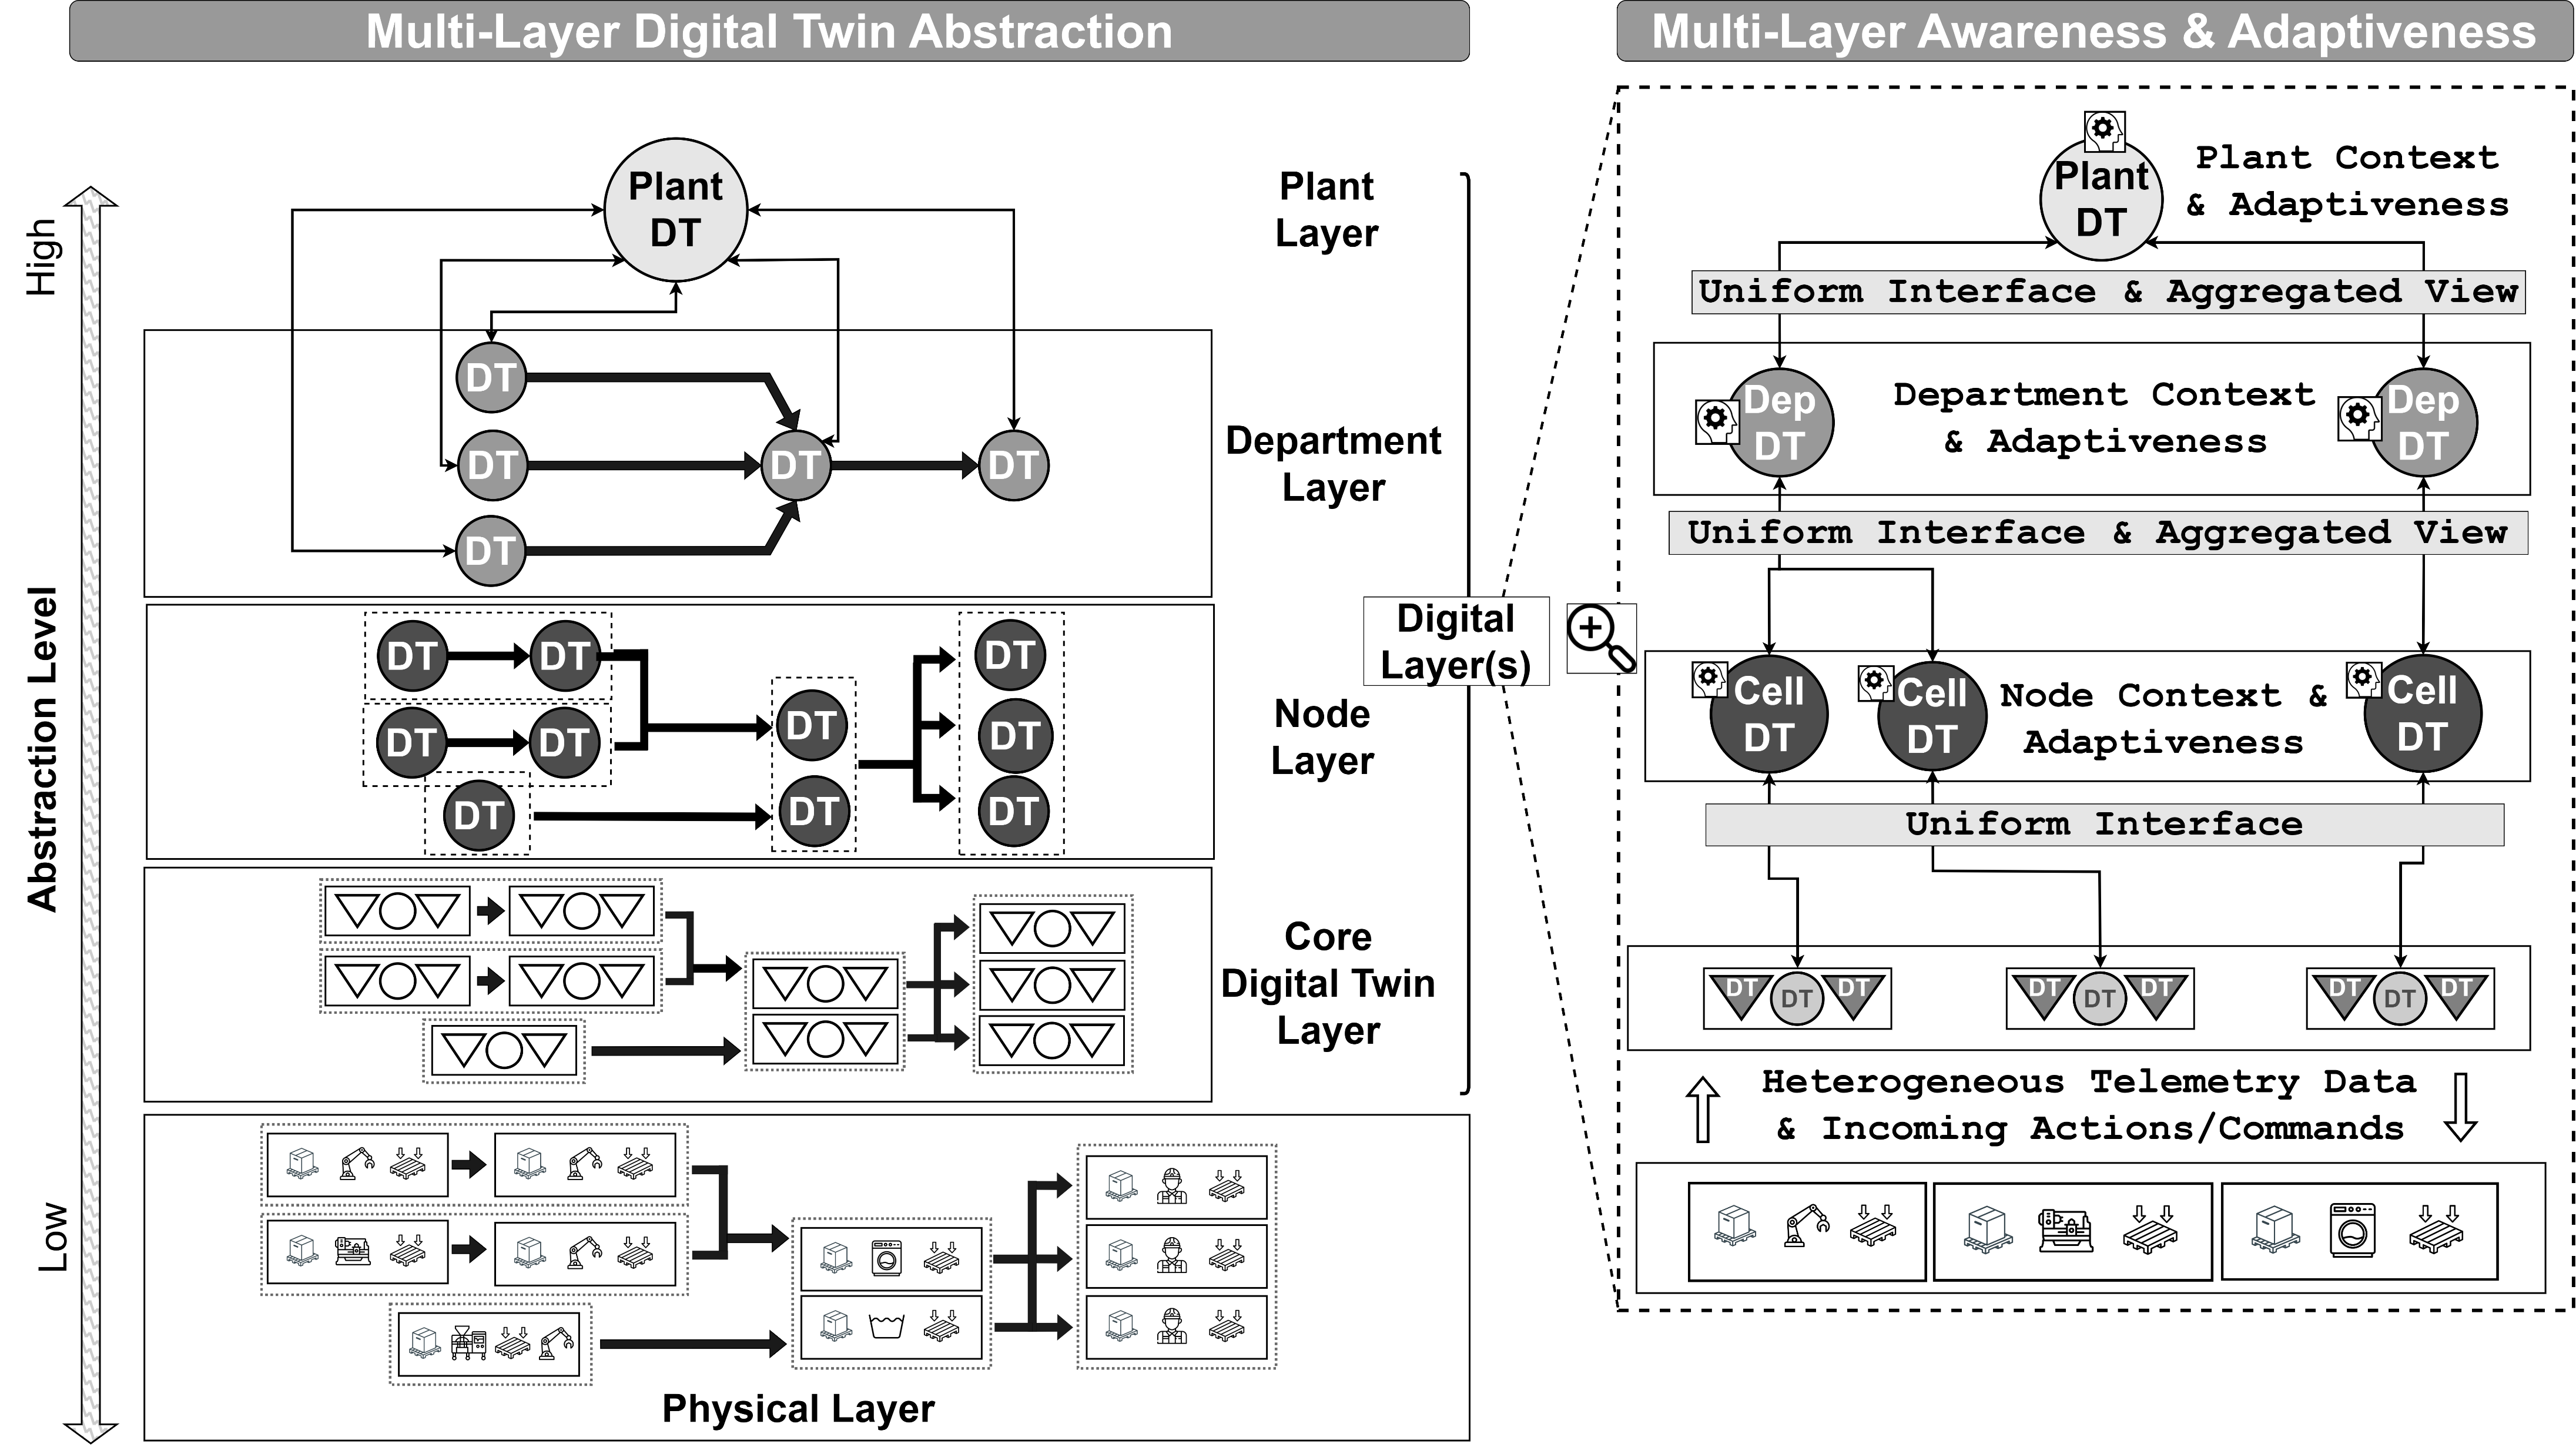 Multi-Layer Digital Twin Abstraction
High
Abstraction Level
Low
Plant
DT
Plant
Layer
DT
DT
DT
DT
DT
Department
Layer
DT
DT
DT
DT
DT
DT
DT
DT
DT
DT
Node
Layer
Core
Digital Twin
Layer
Physical Layer
Digital
Layer(s)
Multi-Layer Awareness & Adaptiveness
Plant
DT
Plant Context
& Adaptiveness
Uniform Interface & Aggregated View
Dep
DT
Department Context
& Adaptiveness
Dep
DT
Uniform Interface & Aggregated View
Cell
DT
Cell
DT
Node Context &
Adaptiveness
Cell
DT
Uniform Interface
DT DT DT
DT DT DT
DT DT DT
Heterogeneous Telemetry Data
& Incoming Actions/Commands